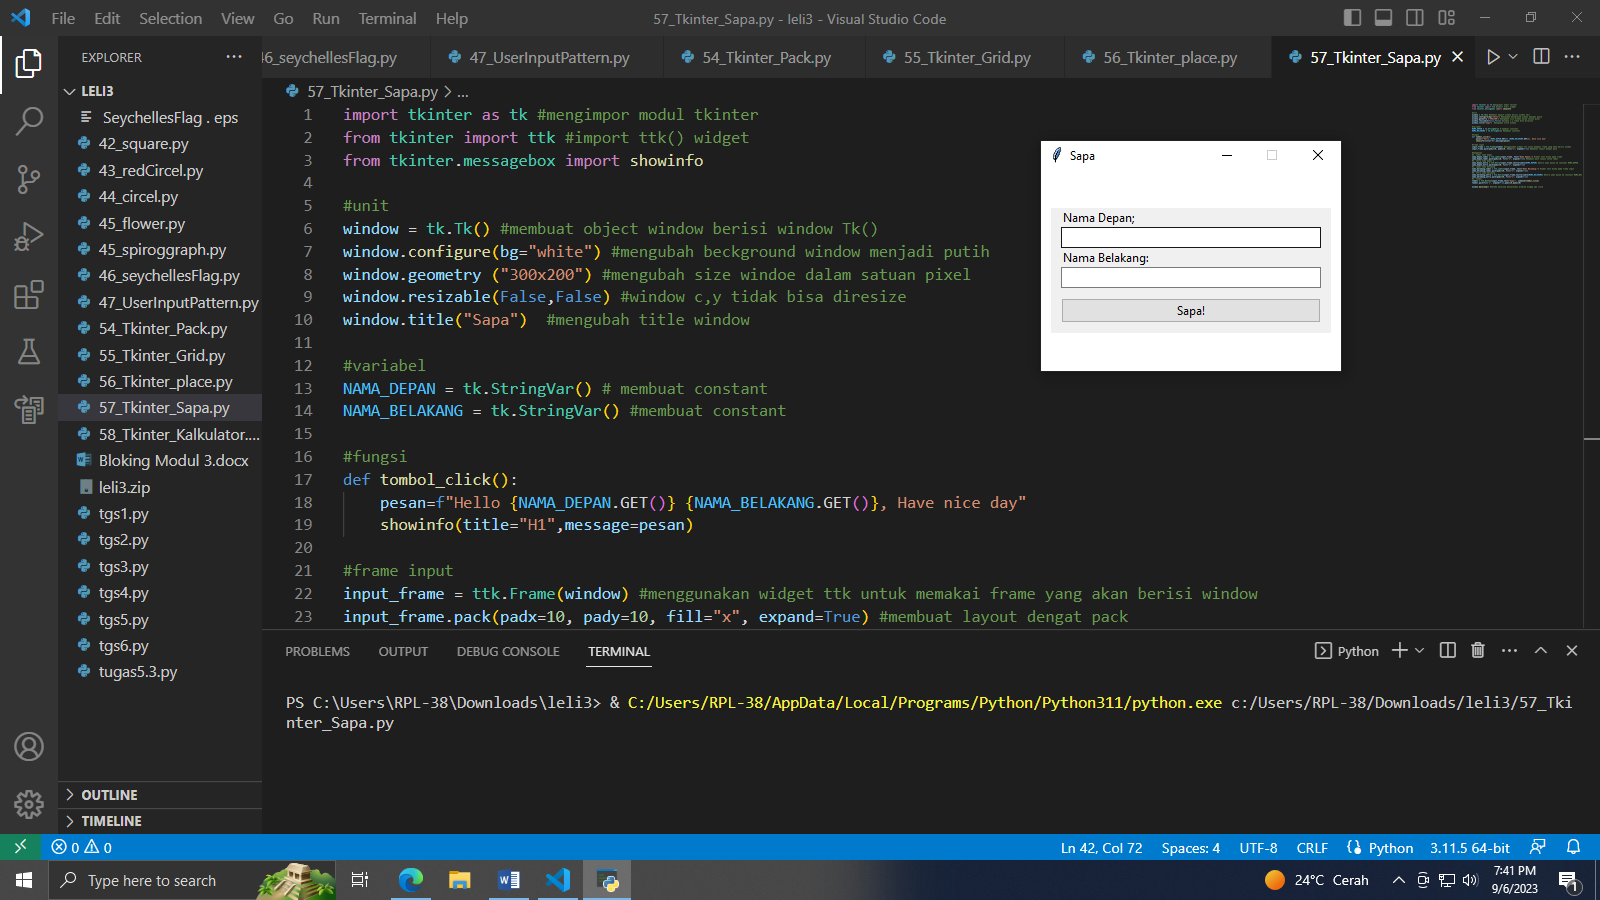 File Edit Selection View Go Run Terminal Help
57_Tkinter_Sapa.py - leli3 - Visual Studio Code
EXPLORER
46_seychellesFlag.py 47_UserInputPattern.py 54_Tkinter_Pack.py 55_Tkinter_Grid.py 56_Tkinter_place.py 57_Tkinter_Sapa.py
LELI3
SeychellesFlag . eps
42_square.py
43_redCircel.py
44_circel.py
45_flower.py
45_spiroggraph.py
46_seychellesFlag.py
47_UserInputPattern.py
54_Tkinter_Pack.py
55_Tkinter_Grid.py
56_Tkinter_place.py
57_Tkinter_Sapa.py
58_Tkinter_Kalkulator....
Bloking Modul 3.docx
leli3.zip
tgs1.py
tgs2.py
tgs3.py
tgs4.py
tgs5.py
tgs6.py
tugas5.3.py
OUTLINE
TIMELINE
57_Tkinter_Sapa.py > ...
1 import tkinter as tk #mengimpor modul tkinter
2 from tkinter import ttk #import ttk() widget
3 from tkinter.messagebox import showinfo
4
5 #unit
6 window = tk.Tk() #membuat object window berisi window Tk()
7 window.configure(bg="white") #mengubah beckground window menjadi putih
8 window.geometry ("300x200") #mengubah size windoe dalam satuan pixel
9 window.resizable(False,False) #window c,y tidak bisa diresize
10 window.title("Sapa")  #mengubah title window
11
12 #variabel
13 NAMA_DEPAN = tk.StringVar() # membuat constant
14 NAMA_BELAKANG = tk.StringVar() #membuat constant
15
16 #fungsi
17 def tombol_click():
18 pesan=f"Hello {NAMA_DEPAN.GET()} {NAMA_BELAKANG.GET()}, Have nice day"
19 showinfo(title="H1",message=pesan)
20
21 #frame input
22 input_frame = ttk.Frame(window) #menggunakan widget ttk untuk memakai frame yang akan berisi window
23 input_frame.pack(padx=10, pady=10, fill="x", expand=True) #membuat layout dengat pack
Sapa
Nama Depan;
Nama Belakang:
Sapa!
PROBLEMS OUTPUT DEBUG CONSOLE TERMINAL
Python
PS C:\Users\RPL-38\Downloads\leli3> & C:/Users/RPL-38/AppData/Local/Programs/Python/Python311/python.exe c:/Users/RPL-38/Downloads/leli3/57_Tki
nter_Sapa.py
0 0
Ln 42, Col 72 Spaces: 4 UTF-8 CRLF Python 3.11.5 64-bit
Type here to search
24°C Cerah
7:41 PM
9/6/2023
1